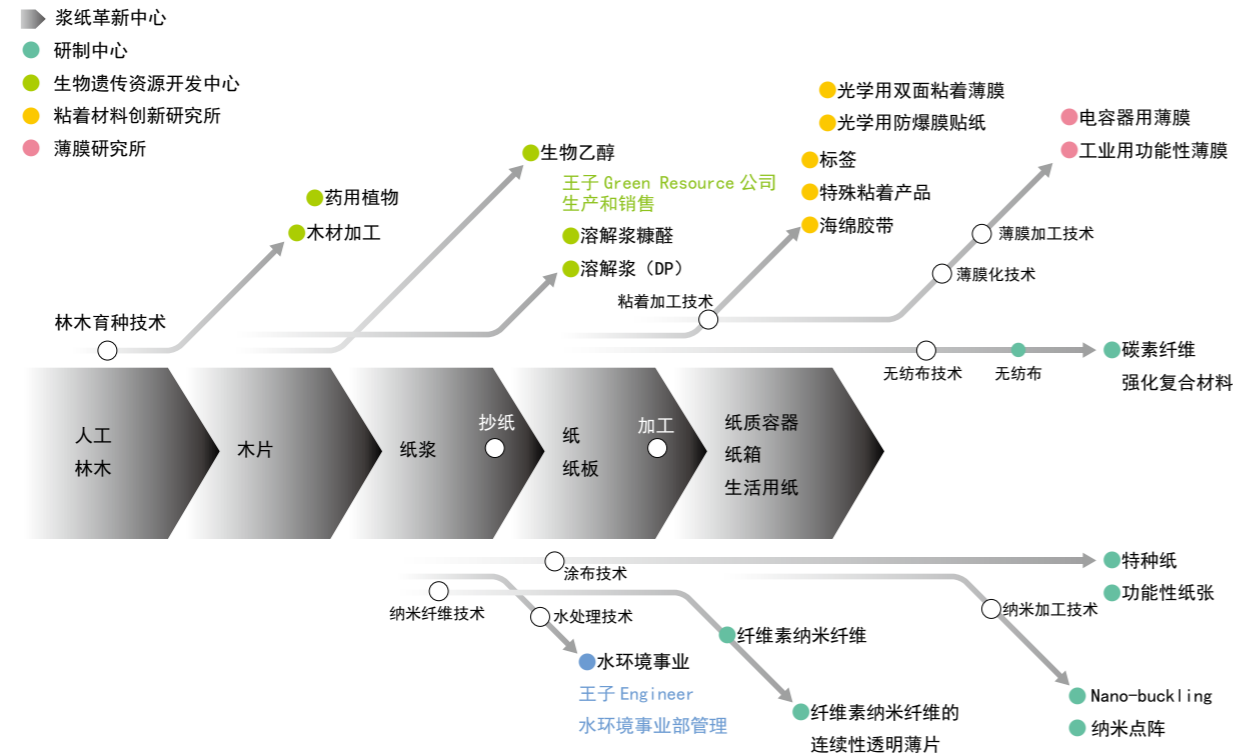 浆纸革新中心
研制中心
生物遗传资源开发中心
粘着材料创新研究所
薄膜研究所
药用植物
木材加工
林木育种技术
生物乙醇
王子 Green Resource 公司
生产和销售
溶解浆糠醛
溶解浆（DP）
光学用双面粘着薄膜
光学用防爆膜贴纸
标签
特殊粘着产品
海绵胶带
粘着加工技术
电容器用薄膜
工业用功能性薄膜
薄膜加工技术
薄膜化技术
无纺布技术
无纺布
碳素纤维
强化复合材料
人工
林木
木片
纸浆
抄纸
纸
纸板
加工
纸质容器
纸箱
生活用纸
涂布技术
特种纸
功能性纸张
纳米纤维技术
水处理技术
水环境事业
王子 Engineer
水环境事业部管理
纤维素纳米纤维
纤维素纳米纤维的
连续性透明薄片
纳米加工技术
Nano-buckling
纳米点阵